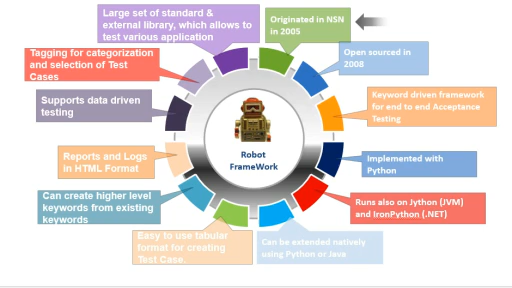 Large set of standard &
external library, which allows to
test various application
Originated in NSN
in 2005
Open sourced in
2008
Keyword driven framework
for end to end Acceptance
Testing
Implemented with
Python
Runs also on Jython (JVM)
and IronPython (.NET)
Can be extended natively
using Python or Java
Easy to use tabular
format for creating
Test Case.
Can create higher level
keywords from existing
keywords
Reports and Logs
in HTML Format
Supports data driven
testing
Tagging for categorization
and selection of Test
Cases
Robot
FrameWork